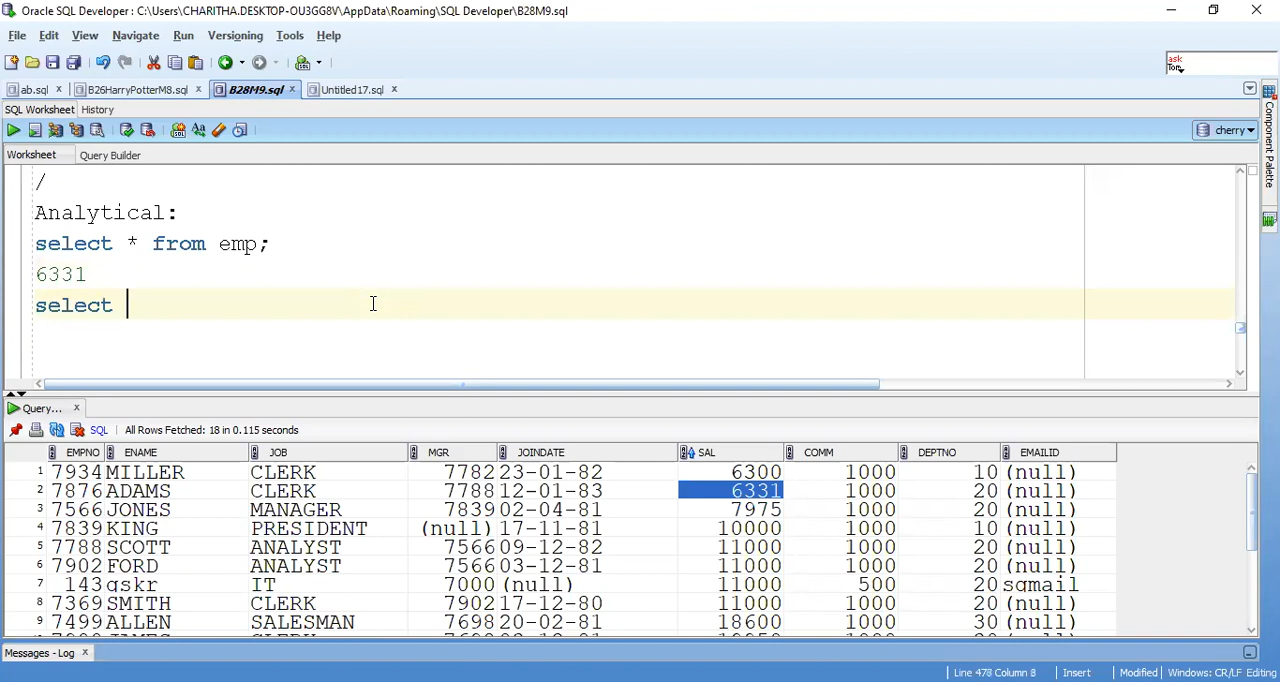 Oracle SQL Developer : C:\Users\CHARITHA.DESKTOP-OU3GG8V\AppData\Roaming\SQL Developer\B28M9.sql
File Edit View Navigate Run Versioning Tools Help
ask
Tom
ab.sql B26HarryPotterM8.sql B28M9.sql Untitled17.sql
SQL Worksheet History
cherry
Worksheet Query Builder
Component Palette
/
Analytical:
select * from emp;
6331
select
Query...
SQL All Rows Fetched: 18 in 0.115 seconds
EMPNO ENAME JOB MGR JOINDATE SAL COMM DEPTNO EMAILID
1 7934 MILLER CLERK 7782 23-01-82 6300 1000 10 (null)
2 7876 ADAMS CLERK 7788 12-01-83 6331 1000 20 (null)
3 7566 JONES MANAGER 7839 02-04-81 7975 1000 20 (null)
4 7839 KING PRESIDENT (null) 17-11-81 10000 1000 10 (null)
5 7788 SCOTT ANALYST 7566 09-12-82 11000 1000 20 (null)
6 7902 FORD ANALYST 7566 03-12-81 11000 1000 20 (null)
7 143 gskr IT 7000 (null) 11000 500 20 sgmail
8 7369 SMITH CLERK 7902 17-12-80 11000 1000 20 (null)
9 7499 ALLEN SALESMAN 7698 20-02-81 18600 1000 30 (null)
Messages - Log
Line 478 Column 8 Insert Modified Windows: CR/LF Editing